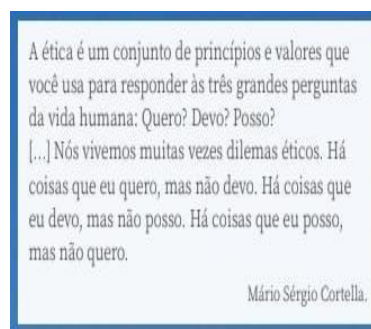 A ética é um conjunto de princípios e valores que
você usa para responder às três grandes perguntas
da vida humana: Quero? Devo? Posso?
[...] Nós vivemos muitas vezes dilemas éticos. Há
coisas que eu quero, mas não devo. Há coisas que
eu devo, mas não posso. Há coisas que eu posso,
mas não quero.
Mário Sérgio Cortella.